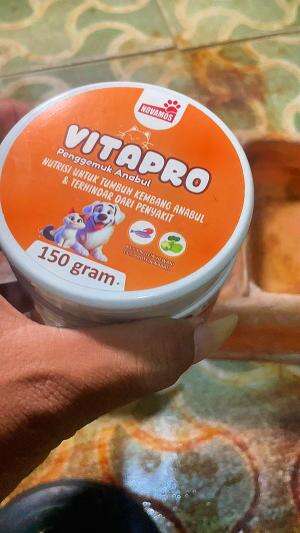 NOVAMOS
VITAPRO
Penggemuk Anabul
NUTRISI UNTUK TUMBUH KEMBANG ANABUL
& TERHINDAR DARI PENYAKIT
150 gram